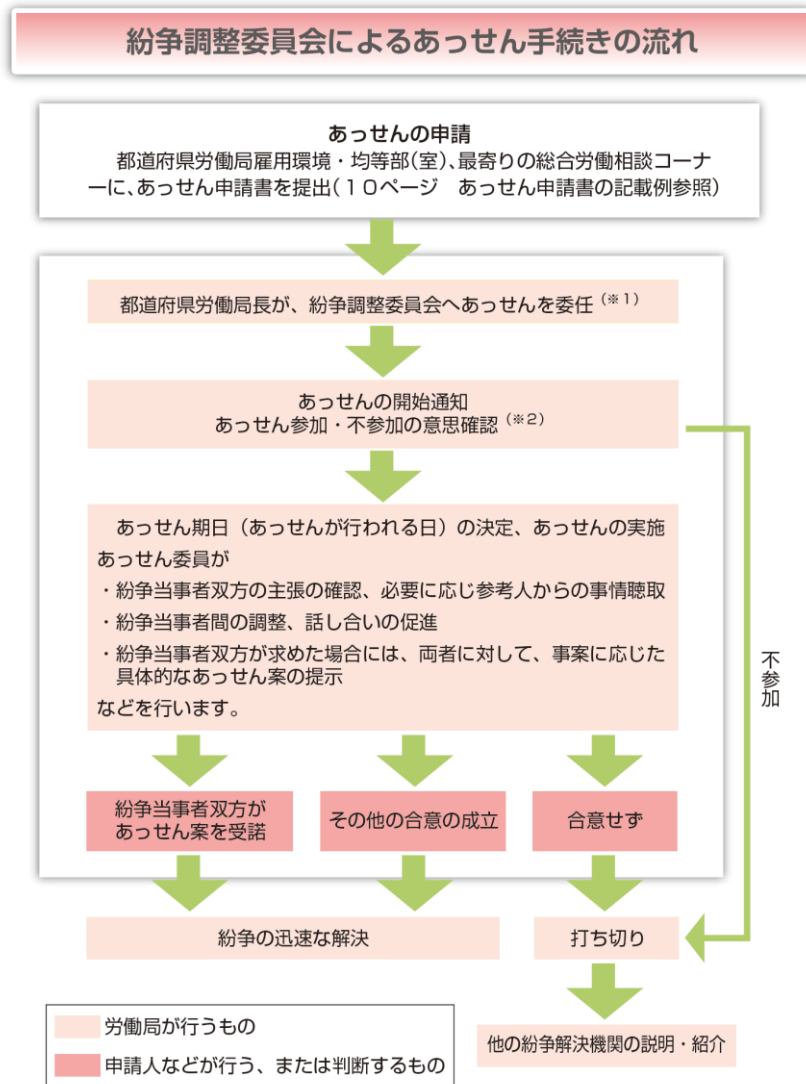 紛争調整委員会によるあっせん手続きの流れ
あっせんの申請
都道府県労働局雇用環境・均等部(室)、最寄りの総合労働相談コーナ
ーに、あっせん申請書を提出(10ページ　あっせん申請書の記載例参照)
都道府県労働局長が、紛争調整委員会へあっせんを委任(※1)
あっせんの開始通知
あっせん参加・不参加の意思確認(※2)
あっせん期日(あっせんが行われる日)の決定、あっせんの実施
あっせん委員が
・紛争当事者双方の主張の確認、必要に応じ参考人からの事情聴取
・紛争当事者間の調整、話し合いの促進
・紛争当事者双方が求めた場合には、両者に対して、事案に応じた
具体的なあっせん案の提示
などを行います。
不参加
紛争当事者双方が
あっせん案を受諾
その他の合意の成立
合意せず
紛争の迅速な解決
打ち切り
他の紛争解決機関の説明・紹介
労働局が行うもの
申請人などが行う、または判断するもの